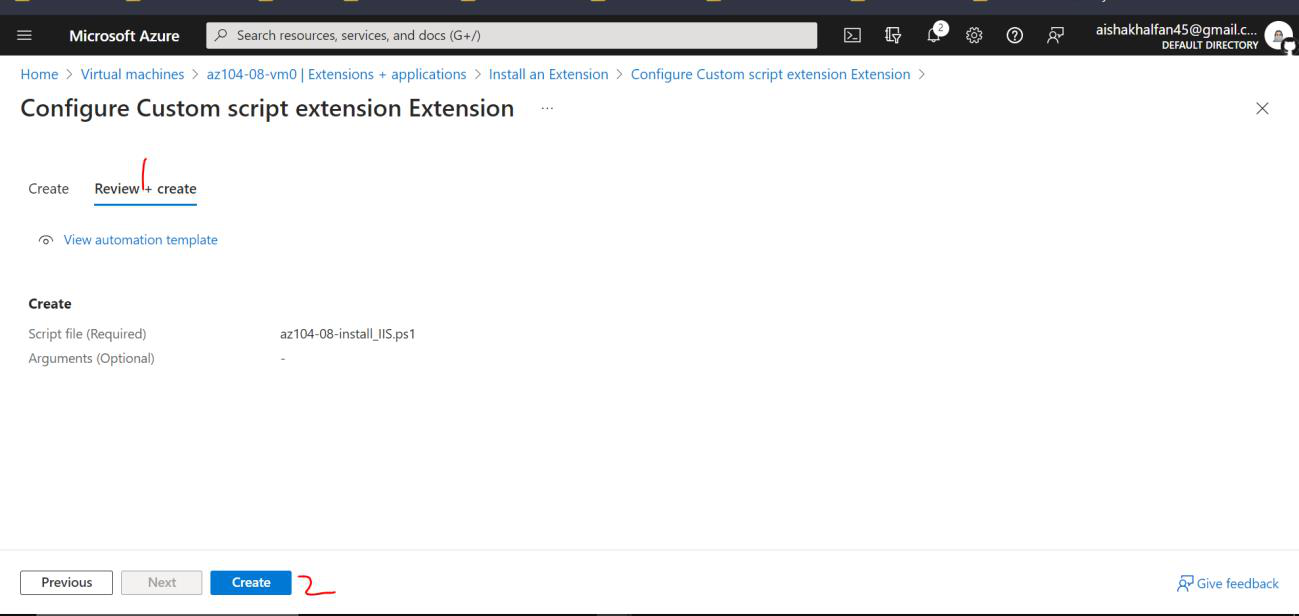 Microsoft Azure
Search resources, services, and docs (G+/)
2
aishakhalfan45@gmail.c...
DEFAULT DIRECTORY
Home > Virtual machines > az104-08-vm0 | Extensions + applications > Install an Extension > Configure Custom script extension Extension >
Configure Custom script extension Extension ...
1
Create Review + create
View automation template
Create
Script file (Required) az104-08-install_IIS.ps1
Arguments (Optional) -
Previous Next Create 2 Give feedback